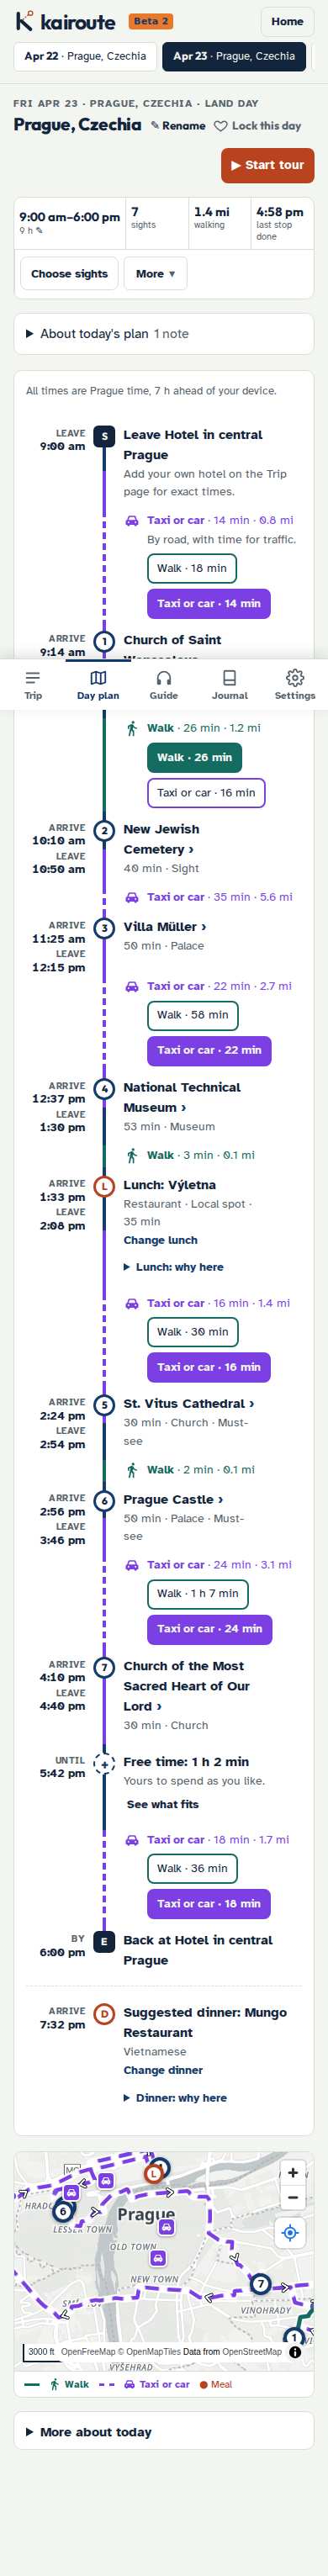 kairoute Beta 2 Home
Apr 22 · Prague, Czechia Apr 23 · Prague, Czechia
FRI APR 23 · PRAGUE, CZECHIA · LAND DAY
Prague, Czechia ✎ Rename Lock this day
▶ Start tour
9:00 am–6:00 pm 7 1.4 mi 4:58 pm
9 h ✎ sights walking last stop
done
Choose sights More ▾
▶ About today's plan 1 note
All times are Prague time, 7 h ahead of your device.
LEAVE
9:00 am
S
Leave Hotel in central
Prague
Add your own hotel on the Trip
page for exact times.
Taxi or car · 14 min · 0.8 mi
By road, with time for traffic.
Walk · 18 min
Taxi or car · 14 min
ARRIVE
9:14 am
1
Church of Saint
Trip Day plan Guide Journal Settings
Walk · 26 min · 1.2 mi
Walk · 26 min
Taxi or car · 16 min
ARRIVE
10:10 am
LEAVE
10:50 am
2
New Jewish
Cemetery ›
40 min · Sight
Taxi or car · 35 min · 5.6 mi
ARRIVE
11:25 am
LEAVE
12:15 pm
3
Villa Müller ›
50 min · Palace
Taxi or car · 22 min · 2.7 mi
Walk · 58 min
Taxi or car · 22 min
ARRIVE
12:37 pm
LEAVE
1:30 pm
4
National Technical
Museum ›
53 min · Museum
Walk · 3 min · 0.1 mi
ARRIVE
1:33 pm
LEAVE
2:08 pm
L
Lunch: Výletna
Restaurant · Local spot ·
35 min
Change lunch
▶ Lunch: why here
Taxi or car · 16 min · 1.4 mi
Walk · 30 min
Taxi or car · 16 min
ARRIVE
2:24 pm
LEAVE
2:54 pm
5
St. Vitus Cathedral ›
30 min · Church · Must-
see
Walk · 2 min · 0.1 mi
ARRIVE
2:56 pm
LEAVE
3:46 pm
6
Prague Castle ›
50 min · Palace · Must-
see
Taxi or car · 24 min · 3.1 mi
Walk · 1 h 7 min
Taxi or car · 24 min
ARRIVE
4:10 pm
LEAVE
4:40 pm
7
Church of the Most
Sacred Heart of Our
Lord ›
30 min · Church
UNTIL
5:42 pm
+
Free time: 1 h 2 min
Yours to spend as you like.
See what fits
Taxi or car · 18 min · 1.7 mi
Walk · 36 min
Taxi or car · 18 min
BY
6:00 pm
E
Back at Hotel in central
Prague
ARRIVE
7:32 pm
D
Suggested dinner: Mungo
Restaurant
Vietnamese
Change dinner
▶ Dinner: why here
L
6
Prague
OLD TOWN
NEW TOWN
7
VINOHRADY
1
3000 ft OpenFreeMap © OpenMapTiles Data from OpenStreetMap
VYŠEHRAD
Walk Taxi or car Meal
▶ More about today